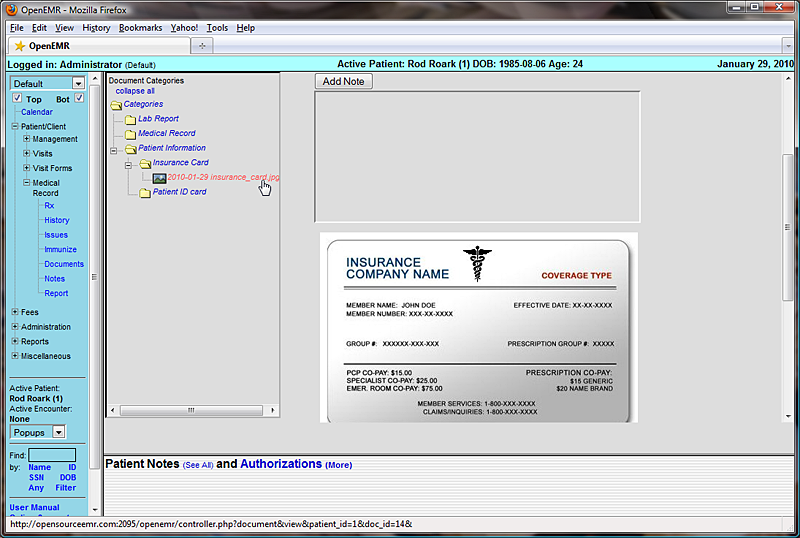 OpenEMR - Mozilla Firefox
File Edit View History Bookmarks Yahoo! Tools Help
OpenEMR
Logged in: Administrator (Default)
Active Patient: Rod Roark (1) DOB: 1985-08-06 Age: 24
January 29, 2010
Default
Top Bot
Calendar
Patient/Client
Management
Visits
Visit Forms
Medical
Record
Rx
History
Issues
Immunize
Documents
Notes
Report
Fees
Administration
Reports
Miscellaneous
Active Patient:
Rod Roark (1)
Active Encounter:
None
Popups
Find:
by: Name ID
SSN DOB
Any Filter
User Manual
Document Categories
collapse all
Categories
Lab Report
Medical Record
Patient Information
Insurance Card
2010-01-29 insurance_card.jpg
Patient ID card
Add Note
INSURANCE
COMPANY NAME
COVERAGE TYPE
MEMBER NAME: JOHN DOE
MEMBER NUMBER: XXX-XX-XXXX
EFFECTIVE DATE: XX-XX-XXXX
GROUP #: XXXXXX-XXX-XXX
PRESCRIPTION GROUP #: XXXXX
PCP CO-PAY: $15.00
SPECIALIST CO-PAY: $25.00
EMER. ROOM CO-PAY: $75.00
PRESCRIPTION CO-PAY:
$15 GENERIC
$20 NAME BRAND
MEMBER SERVICES: 1-800-XXX-XXXX
CLAIMS/INQUIRIES: 1-800-XXX-XXXX
Patient Notes (See All) and Authorizations (More)
http://opensourceemr.com:2095/openemr/controller.php?document&view&patient_id=1&doc_id=14&